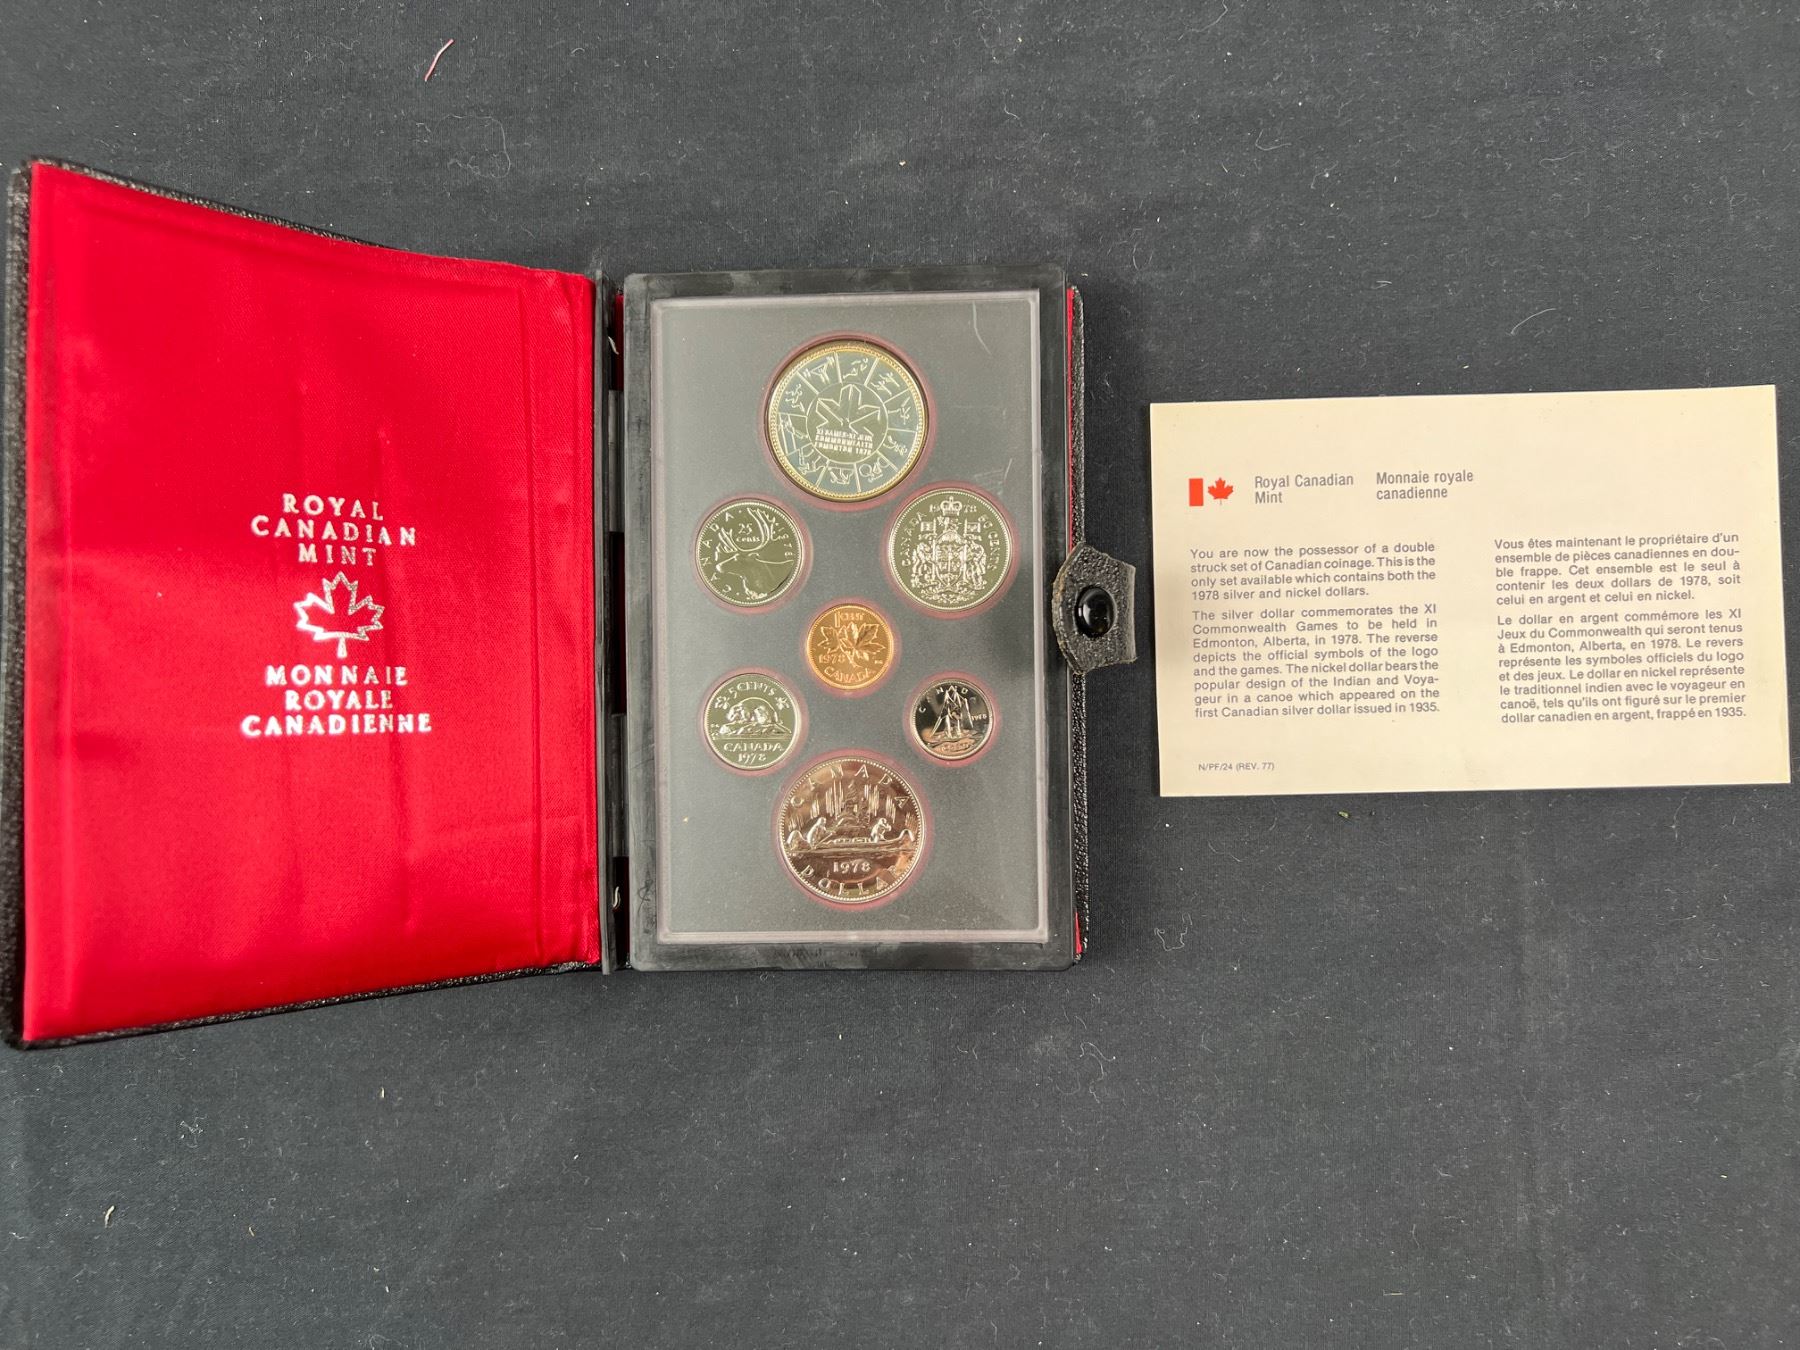 ROYAL
CANADIAN
MINT
MONNAIE
ROYALE
CANADIENNE
XI GAMES-XI JEUX
COMMONWEALTH
EDMONTON 1978
CANADA 25 CENTS 1978
CANADA 1978 50 CENTS
1 CENT
1978
CANADA
5 CENTS
CANADA
1978
1978
CANADA
1978
DOLLAR
Royal Canadian
Mint
Monnaie royale
canadienne
You are now the possessor of a double
struck set of Canadian coinage. This is the
only set available which contains both the
1978 silver and nickel dollars.
The silver dollar commemorates the XI
Commonwealth Games to be held in
Edmonton, Alberta, in 1978. The reverse
depicts the official symbols of the logo
and the games. The nickel dollar bears the
popular design of the Indian and Voya-
geur in a canoe which appeared on the
first Canadian silver dollar issued in 1935.
N/PF/24 (REV. 77)
Vous êtes maintenant le propriétaire d'un
ensemble de pièces canadiennes en dou-
ble frappe. Cet ensemble est le seul à
contenir les deux dollars de 1978, soit
celui en argent et celui en nickel.
Le dollar en argent commémore les XI
Jeux du Commonwealth qui seront tenus
à Edmonton, Alberta, en 1978. Le revers
représente les symboles officiels du logo
et des jeux. Le dollar en nickel représente
le traditionnel indien avec le voyageur en
canoë, tels qu'ils ont figuré sur le premier
dollar canadien en argent, frappé en 1935.